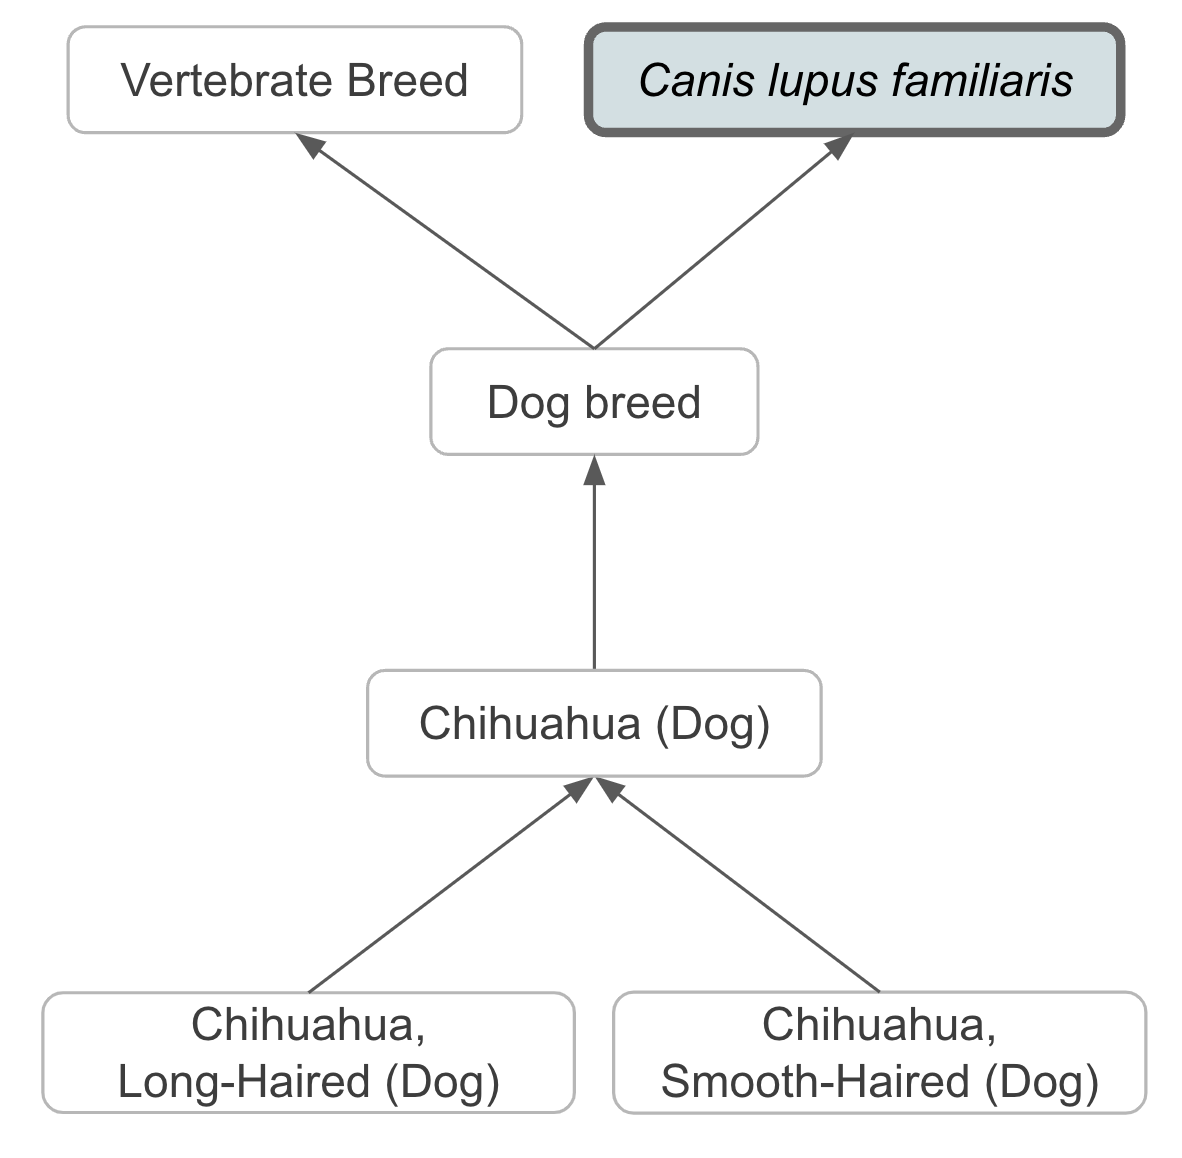 Vertebrate Breed
Canis lupus familiaris
Dog breed
Chihuahua (Dog)
Chihuahua,
Long-Haired (Dog)
Chihuahua,
Smooth-Haired (Dog)